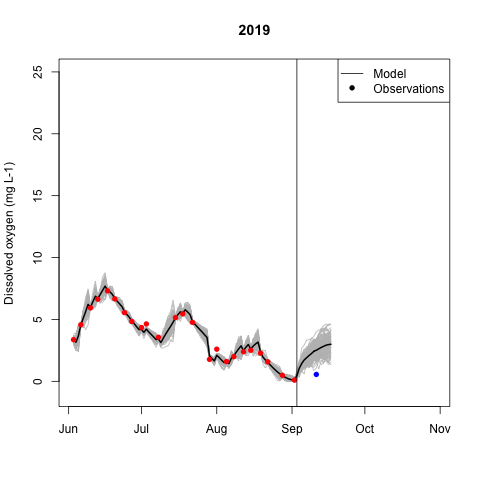 2019
Model
Observations
Dissolved oxygen (mg L-1)
25
20
15
10
5
0
Jun Jul Aug Sep Oct Nov